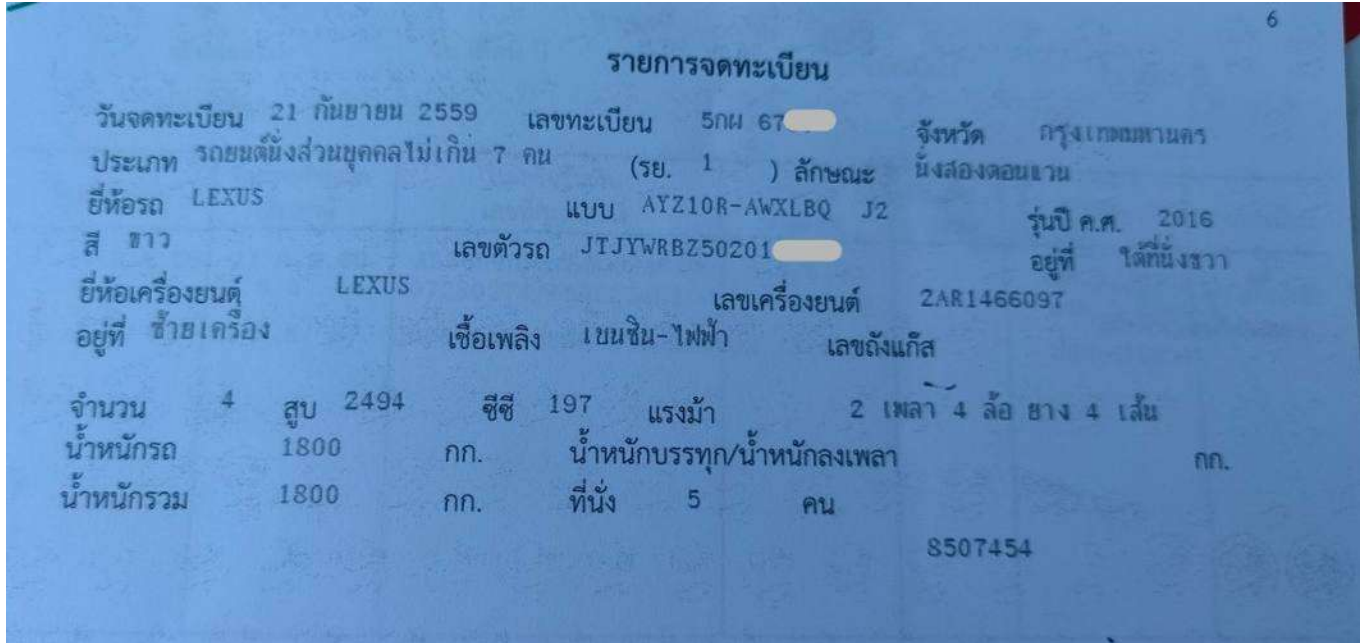 6
รายการจดทะเบียน
วันจดทะเบียน 21 กันยายน 2559 เลขทะเบียน 5กผ 67 จังหวัด กรุงเทพมหานคร
ประเภท รถยนต์นั่งส่วนบุคคลไม่เกิน 7 คน (รย. 1 ) ลักษณะ นั่งสองตอนแวน
ยี่ห้อรถ LEXUS แบบ AYZ10R-AWXLBQ J2 รุ่นปี ค.ศ. 2016
สี ขาว เลขตัวรถ JTJYWRBZ50201 อยู่ที่ ใต้ที่นั่งขวา
ยี่ห้อเครื่องยนต์ LEXUS เลขเครื่องยนต์ 2AR1466097
อยู่ที่ ซ้ายเครื่อง เชื้อเพลิง เบนซิน-ไฟฟ้า เลขถังแก๊ส
จำนวน 4 สูบ 2494 ซีซี 197 แรงม้า 2 เพลา 4 ล้อ ยาง 4 เส้น
น้ำหนักรถ 1800 กก. น้ำหนักบรรทุก/น้ำหนักลงเพลา กก.
น้ำหนักรวม 1800 กก. ที่นั่ง 5 คน
8507454